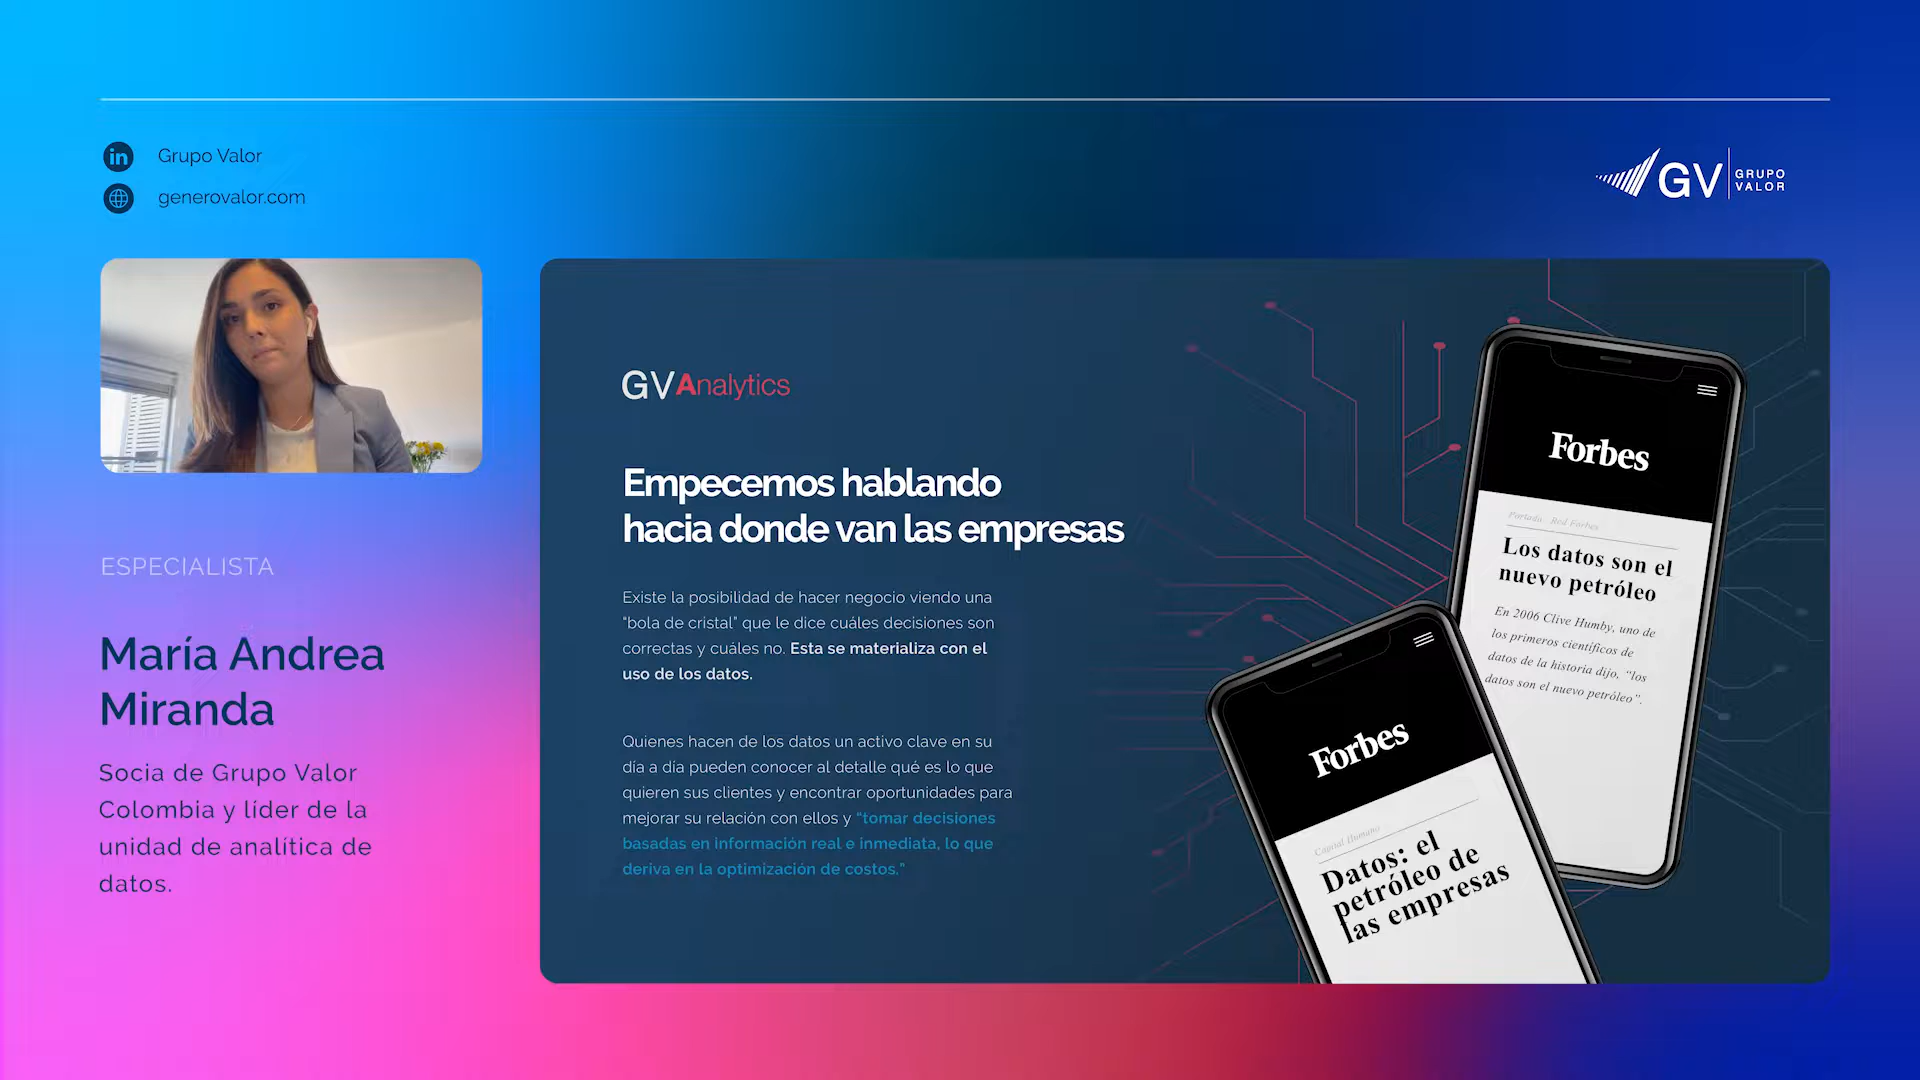 Grupo Valor
generovalor.com
GV GRUPO
VALOR
ESPECIALISTA
María Andrea
Miranda
Socia de Grupo Valor
Colombia y líder de la
unidad de analítica de
datos.
GVAnalytics
Empecemos hablando
hacia donde van las empresas
Existe la posibilidad de hacer negocio viendo una
“bola de cristal” que le dice cuáles decisiones son
correctas y cuáles no. Esta se materializa con el
uso de los datos.
Quienes hacen de los datos un activo clave en su
día a día pueden conocer al detalle qué es lo que
quieren sus clientes y encontrar oportunidades para
mejorar su relación con ellos y “tomar decisiones
basadas en información real e inmediata, lo que
deriva en la optimización de costos.”
Forbes
Portada Red Forbes
Los datos son el
nuevo petróleo
En 2006 Clive Humby, uno de
los primeros científicos de
datos de la historia dijo, “los
datos son el nuevo petróleo”.
Forbes
Capital Humano
Datos: el
petróleo de
las empresas